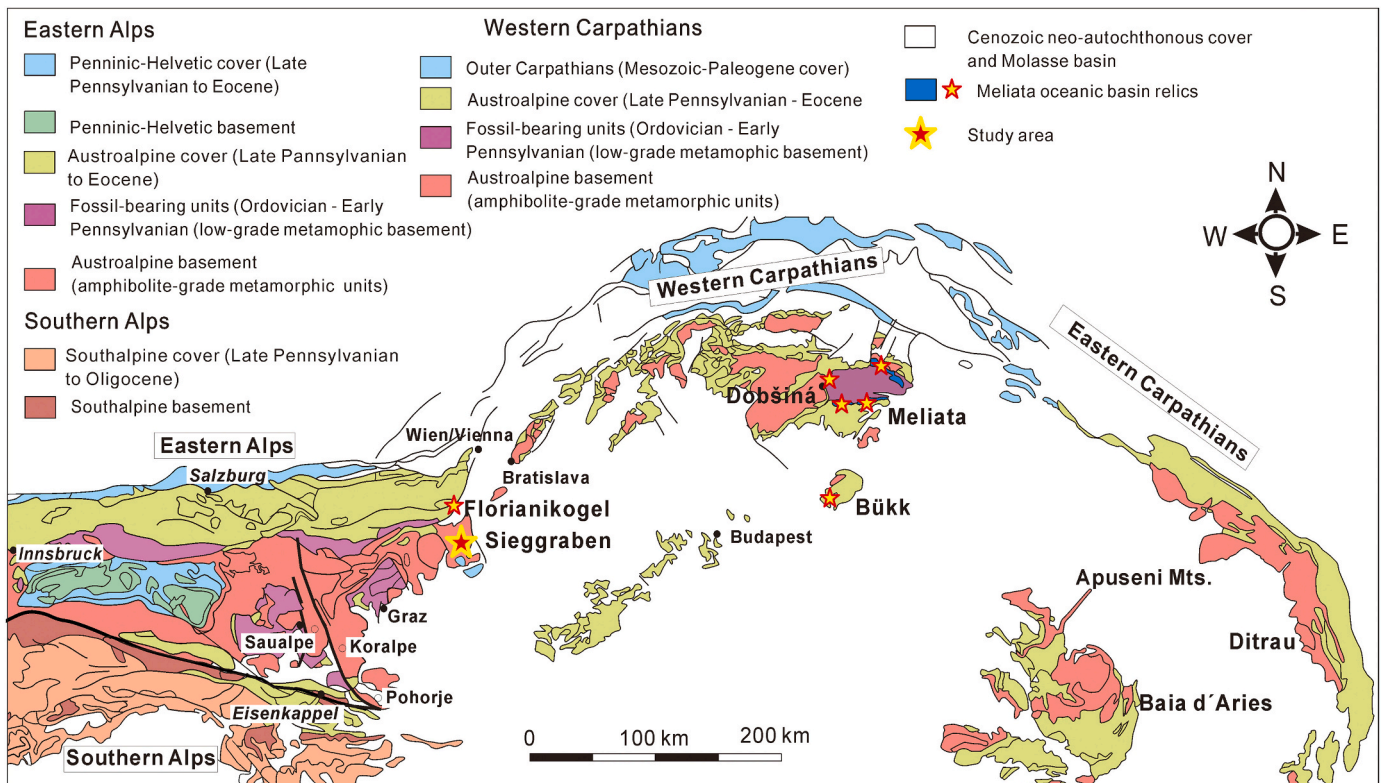 Eastern Alps
Penninic-Helvetic cover (Late
Pennsylvanian to Eocene)
Penninic-Helvetic basement
Austroalpine cover (Late Pannsylvanian
to Eocene)
Fossil-bearing units (Ordovician - Early
Pennsylvanian (low-grade metamophic basement)
Austroalpine basement
(amphibolite-grade metamorphic units)
Southern Alps
Southalpine cover (Late Pennsylvanian
to Oligocene)
Southalpine basement
Western Carpathians
Outer Carpathians (Mesozoic-Paleogene cover)
Austroalpine cover (Late Pennsylvanian - Eocene
Fossil-bearing units (Ordovician - Early
Pennsylvanian (low-grade metamophic basement)
Austroalpine basement
(amphibolite-grade metamorphic units)
Cenozoic neo-autochthonous cover
and Molasse basin
Meliata oceanic basin relics
Study area
N
W
E
S
Western Carpathians
Eastern Carpathians
Dobšiná
Meliata
Wien/Vienna
Eastern Alps
Salzburg
Bratislava
Florianikogel
Bükk
Sieggraben
Budapest
Innsbruck
Apuseni Mts.
Graz
Saualpe
Koralpe
Ditrau
Pohorje
Baia d´Aries
Eisenkappel
Southern Alps
0
100 km
200 km